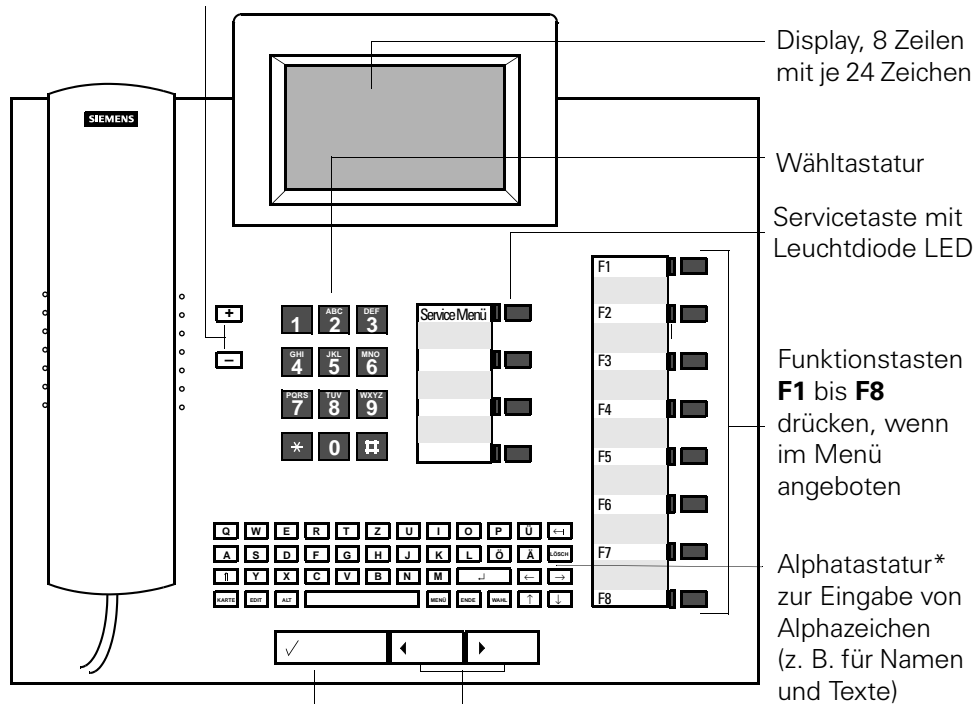 Display, 8 Zeilen
mit je 24 Zeichen
SIEMENS
Wähltastatur
Servicetaste mit
Leuchtdiode LED
F1
F2
F3
F4
F5
F6
F7
F8
+
–
1 ABC 2 DEF 3
GHI 4 JKL 5 MNO 6
PQRS 7 TUV 8 WXYZ 9
* 0 #
Service Menü
Funktionstasten
F1 bis F8
drücken, wenn
im Menü
angeboten
Q W E R T Z U I O P Ü
A S D F G H J K L Ö Ä LÖSCH
⇑ Y X C V B N M ↵ ← →
KARTE EDIT ALT MENÜ ENDE WAHL ↑ ↓
Alphatastatur*
zur Eingabe von
Alphazeichen
(z. B. für Namen
und Texte)